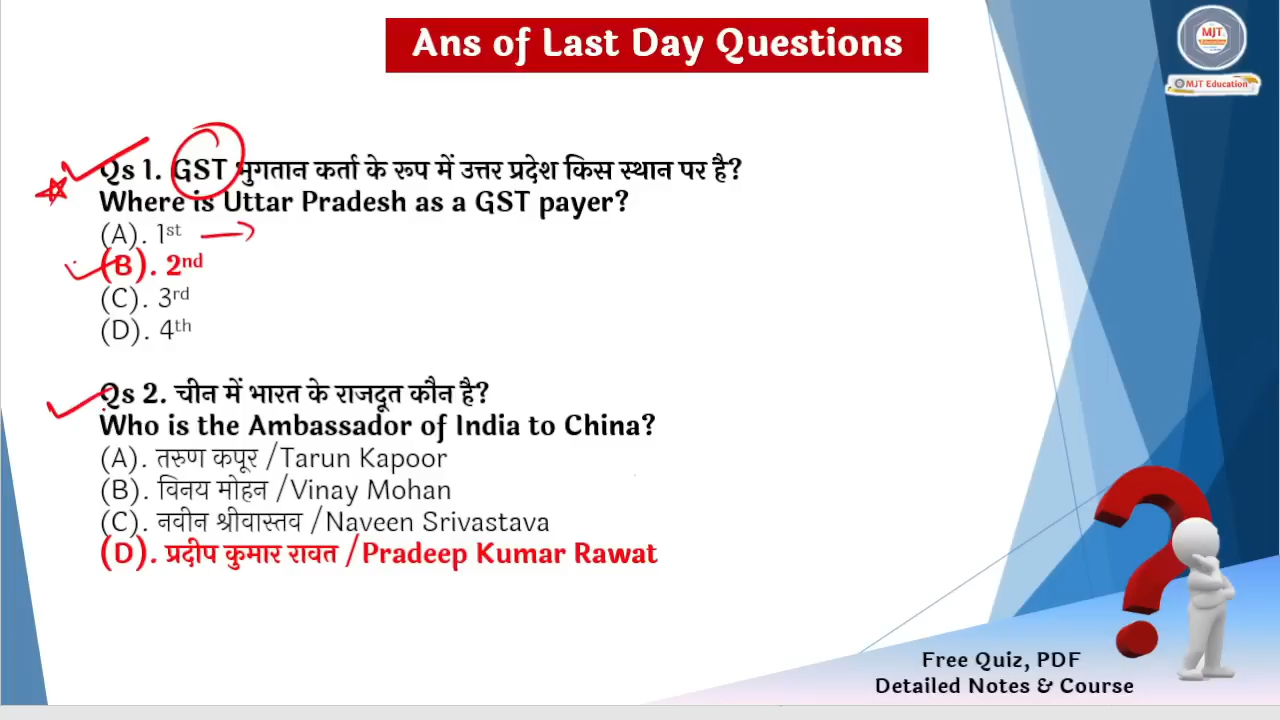 Ans of Last Day Questions
MJT
Education
MJT Education
Qs 1. GST भुगतान कर्ता के रुप में उत्तर प्रदेश किस स्थान पर है?
Where is Uttar Pradesh as a GST payer?
(A). 1st
(B). 2nd
(C). 3rd
(D). 4th
Qs 2. चीन में भारत के राजदूत कौन है?
Who is the Ambassador of India to China?
(A). तरुण कपूर /Tarun Kapoor
(B). विनय मोहन /Vinay Mohan
(C). नवीन श्रीवास्तव /Naveen Srivastava
(D). प्रदीप कुमार रावत /Pradeep Kumar Rawat
Free Quiz, PDF
Detailed Notes & Course